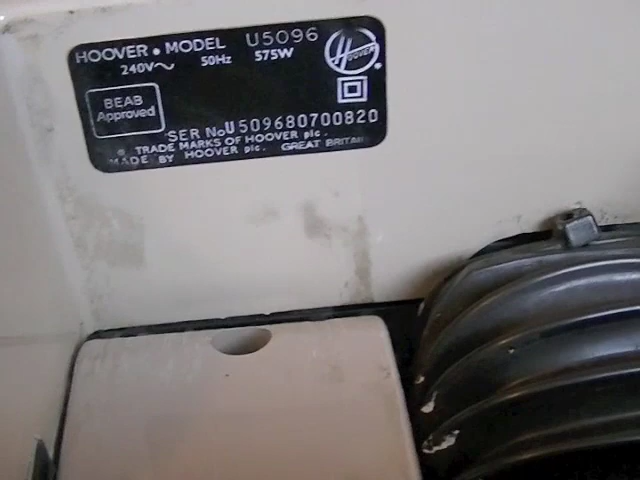 HOOVER • MODEL U5096
240V~ 50Hz 575W
HOOVER
BEAB
Approved
SER No U509680700820
TRADE MARKS OF HOOVER plc.
MADE BY HOOVER plc. GREAT BRITAIN